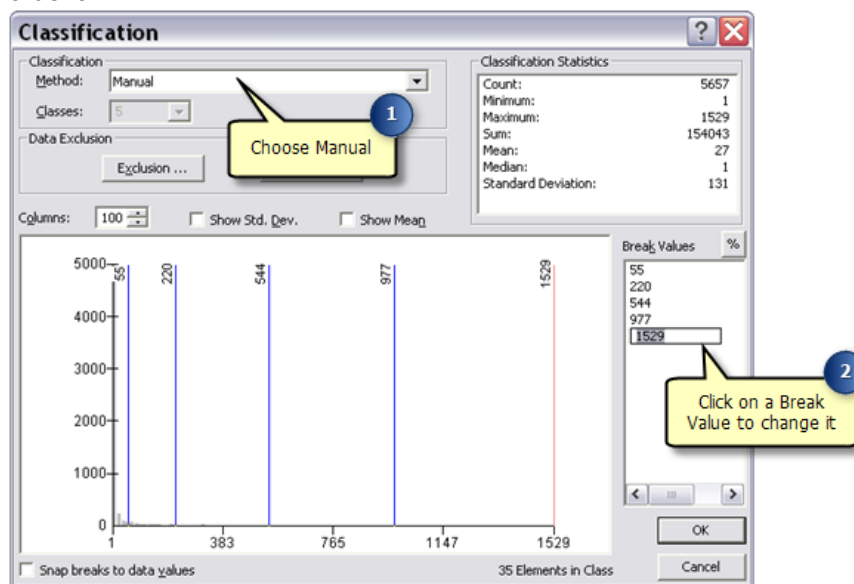 Classification
Classification
Method: Manual
Classes: 5
Choose Manual
1
Data Exclusion
Exclusion ...
Classification Statistics
Count: 5657
Minimum: 1
Maximum: 1529
Sum: 154043
Mean: 27
Median: 1
Standard Deviation: 131
Columns: 100 Show Std. Dev. Show Mean
Break Values %
55
220
544
977
1529
2
Click on a Break
Value to change it
55 220 544 977 1529
5000
4000
3000
2000
1000
0
1 383 765 1147 1529
Snap breaks to data values
35 Elements in Class
OK
Cancel